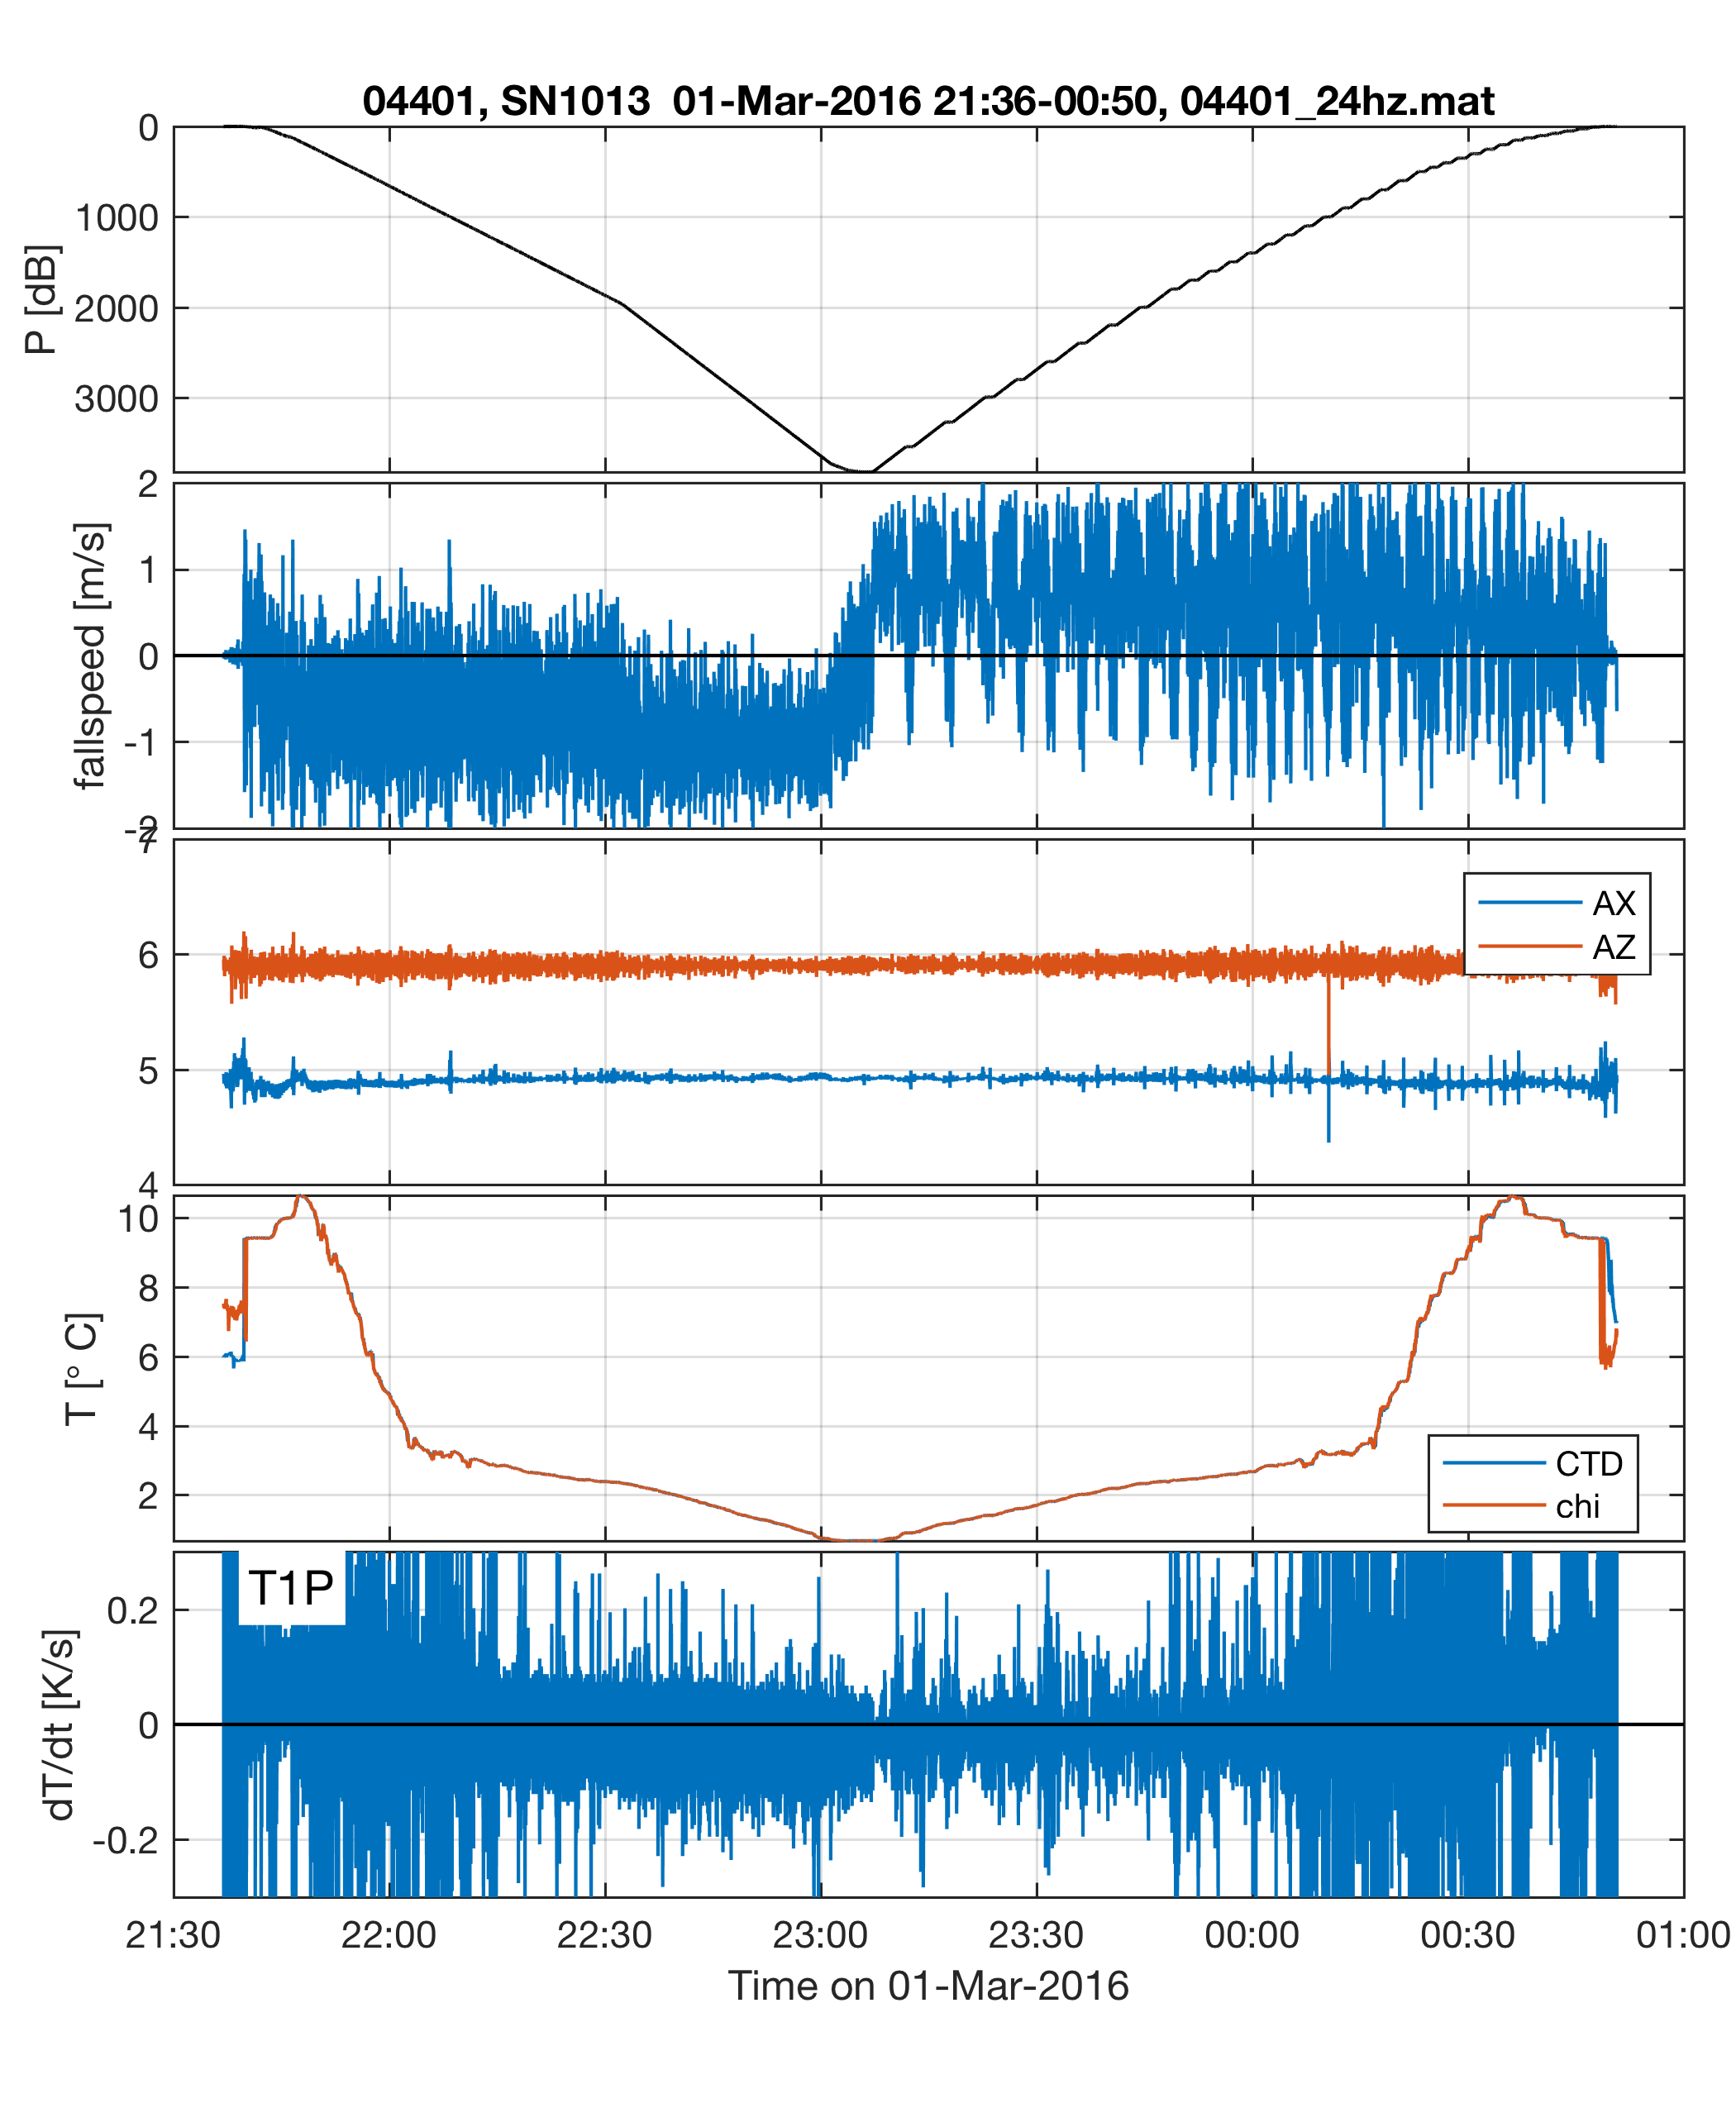 04401, SN1013  01-Mar-2016 21:36-00:50, 04401_24hz.mat
0
1000
2000
3000
P [dB]
2
1
0
-1
-2
fallspeed [m/s]
7
6
5
4
AX
AZ
10
8
6
4
2
T [° C]
CTD
chi
T1P
0.2
0
-0.2
dT/dt [K/s]
21:30 22:00 22:30 23:00 23:30 00:00 00:30 01:00
Time on 01-Mar-2016